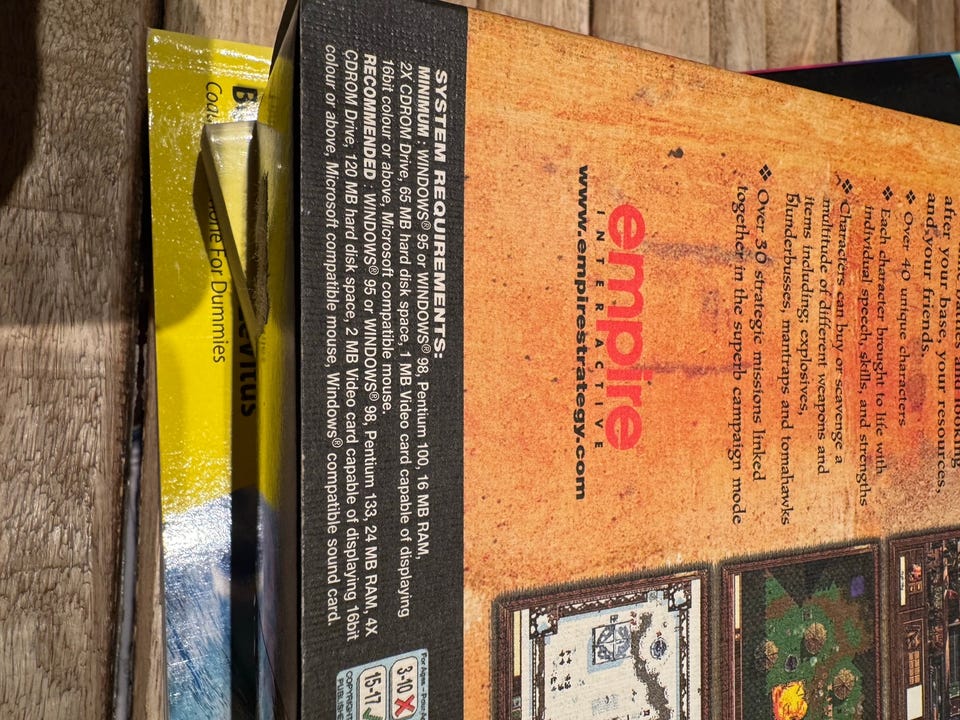 after your base, your resources,
and your friends.
❖ Over 40 unique characters
❖ Each character brought to life with
individual speech, skills, and strengths
❖ Characters can buy or scavenge a
multitude of different weapons and
items including; explosives,
blunderbusses, mantraps and tomahawks
❖ Over 30 strategic missions linked
together in the superb campaign mode
empire
INTERACTIVE
www.empirestrategy.com
SYSTEM REQUIREMENTS:
MINIMUM : WINDOWS® 95 or WINDOWS® 98, Pentium 100, 16 MB RAM,
2X CDROM Drive, 65 MB hard disk space, 1 MB Video card capable of displaying
16bit colour or above, Microsoft compatible mouse.
RECOMMENDED : WINDOWS® 95 or WINDOWS® 98, Pentium 133, 24 MB RAM, 4X
CDROM Drive, 120 MB hard disk space, 2 MB Video card capable of displaying 16bit
colour or above, Microsoft compatible mouse, Windows® compatible sound card.
3-10
15-17
For Dummies